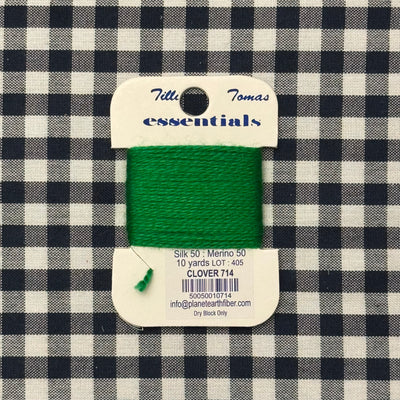 Tilli Tomas
essentials
Silk 50 : Merino 50
10 yards LOT : 405
CLOVER 714
50050010714
info@planetearthfiber.com
Dry Block Only